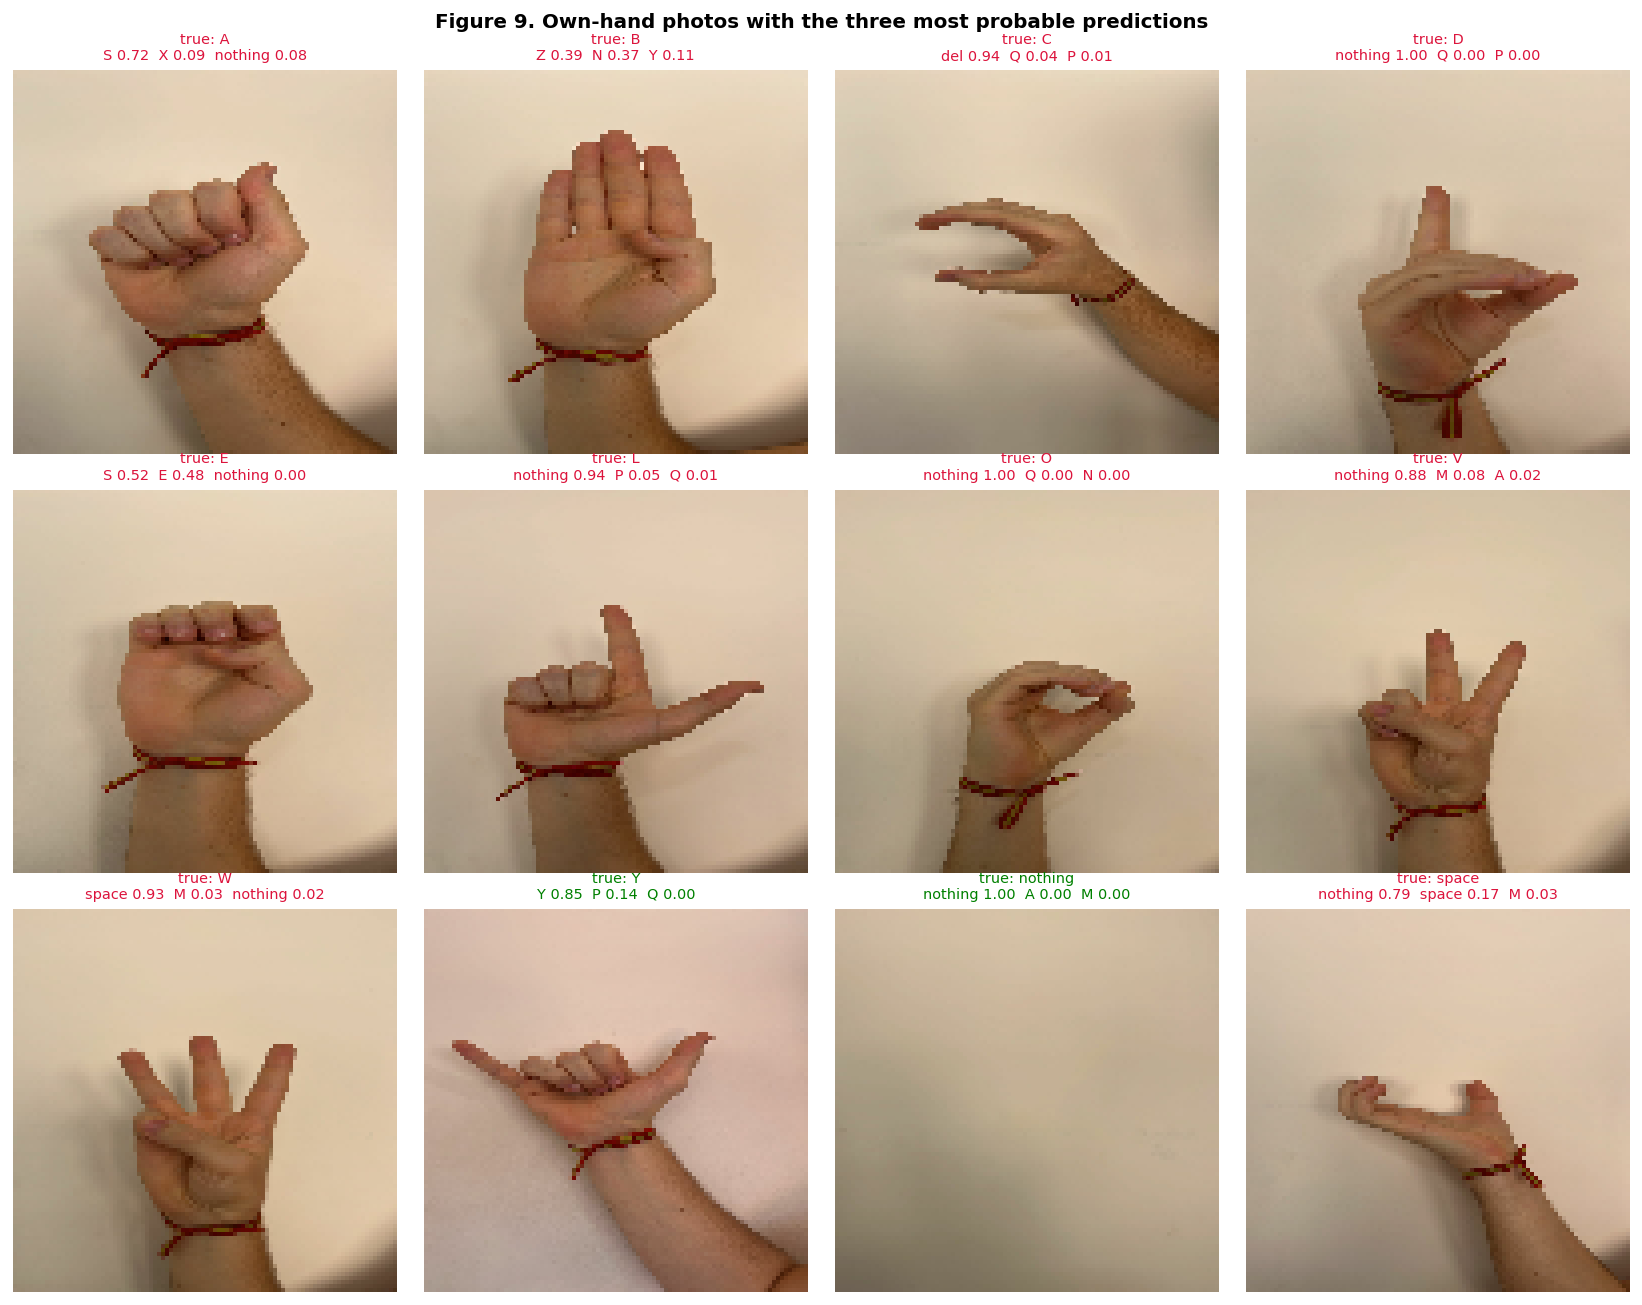 Figure 9. Own-hand photos with the three most probable predictions
true: A
S 0.72  X 0.09  nothing 0.08
true: B
Z 0.39  N 0.37  Y 0.11
true: C
del 0.94  Q 0.04  P 0.01
true: D
nothing 1.00  Q 0.00  P 0.00
true: E
S 0.52  E 0.48  nothing 0.00
true: L
nothing 0.94  P 0.05  Q 0.01
true: O
nothing 1.00  Q 0.00  N 0.00
true: V
nothing 0.88  M 0.08  A 0.02
true: W
space 0.93  M 0.03  nothing 0.02
true: Y
Y 0.85  P 0.14  Q 0.00
true: nothing
nothing 1.00  A 0.00  M 0.00
true: space
nothing 0.79  space 0.17  M 0.03